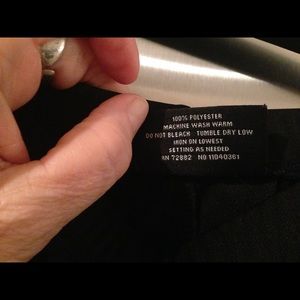 100% POLYESTER
MACHINE WASH WARM
DO NOT BLEACH TUMBLE DRY LOW
IRON ON LOWEST
SETTING AS NEEDED
RN 72882 NO 11040361